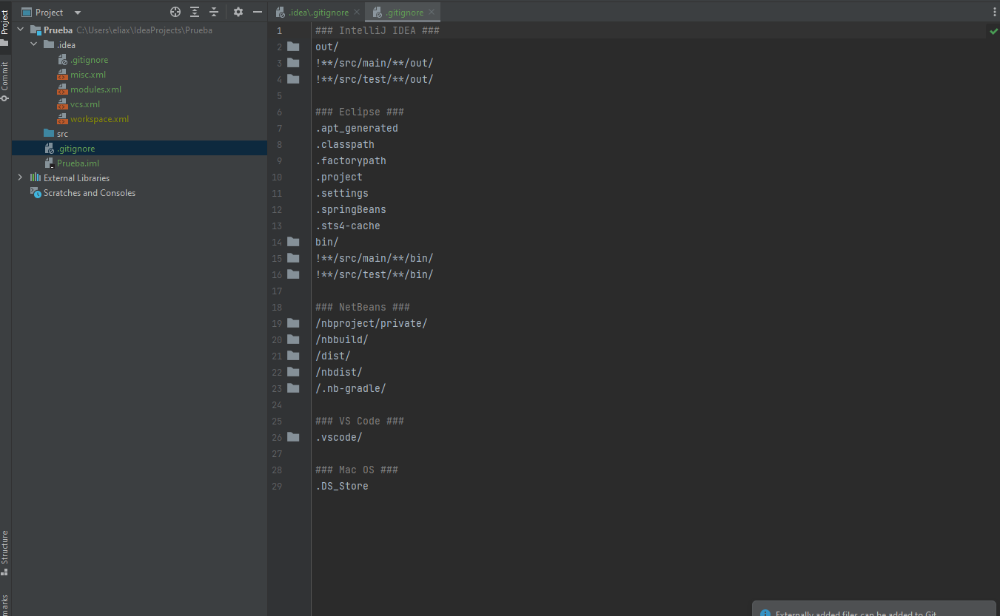 Project
Project
Commit
Structure
marks
Prueba C:\Users\eliax\IdeaProjects\Prueba
.idea
.gitignore
misc.xml
modules.xml
vcs.xml
workspace.xml
src
.gitignore
Prueba.iml
External Libraries
Scratches and Consoles
.idea\.gitignore
.gitignore
1 ### IntelliJ IDEA ###
2 out/
3 !**/src/main/**/out/
4 !**/src/test/**/out/
5
6 ### Eclipse ###
7 .apt_generated
8 .classpath
9 .factorypath
10 .project
11 .settings
12 .springBeans
13 .sts4-cache
14 bin/
15 !**/src/main/**/bin/
16 !**/src/test/**/bin/
17
18 ### NetBeans ###
19 /nbproject/private/
20 /nbbuild/
21 /dist/
22 /nbdist/
23 /.nb-gradle/
24
25 ### VS Code ###
26 .vscode/
27
28 ### Mac OS ###
29 .DS_Store
Externally added files can be added to Git